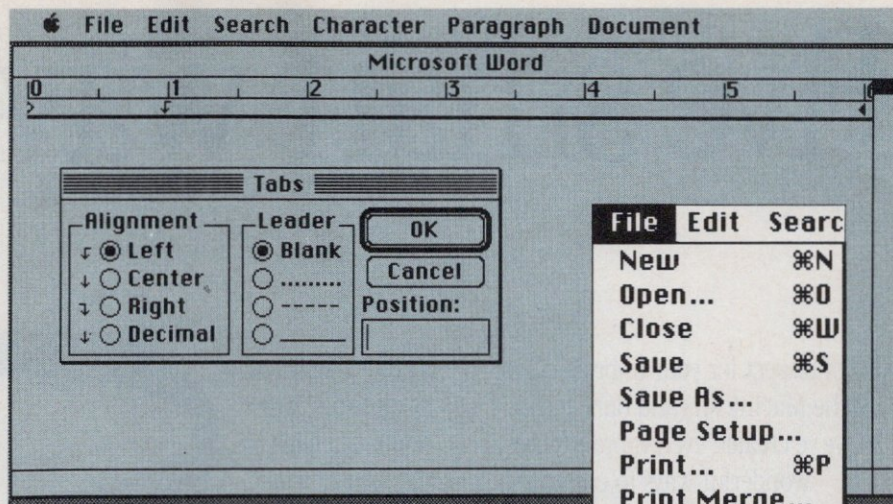 File Edit Search Character Paragraph Document
Microsoft Word
0 1 2 3 4 5 6
Tabs
Alignment
Left
Center
Right
Decimal
Leader
Blank
.........
-----
______
OK
Cancel
Position:
File Edit Searc
New ⌘N
Open... ⌘O
Close ⌘W
Save ⌘S
Save As...
Page Setup...
Print... ⌘P
Print Merge...